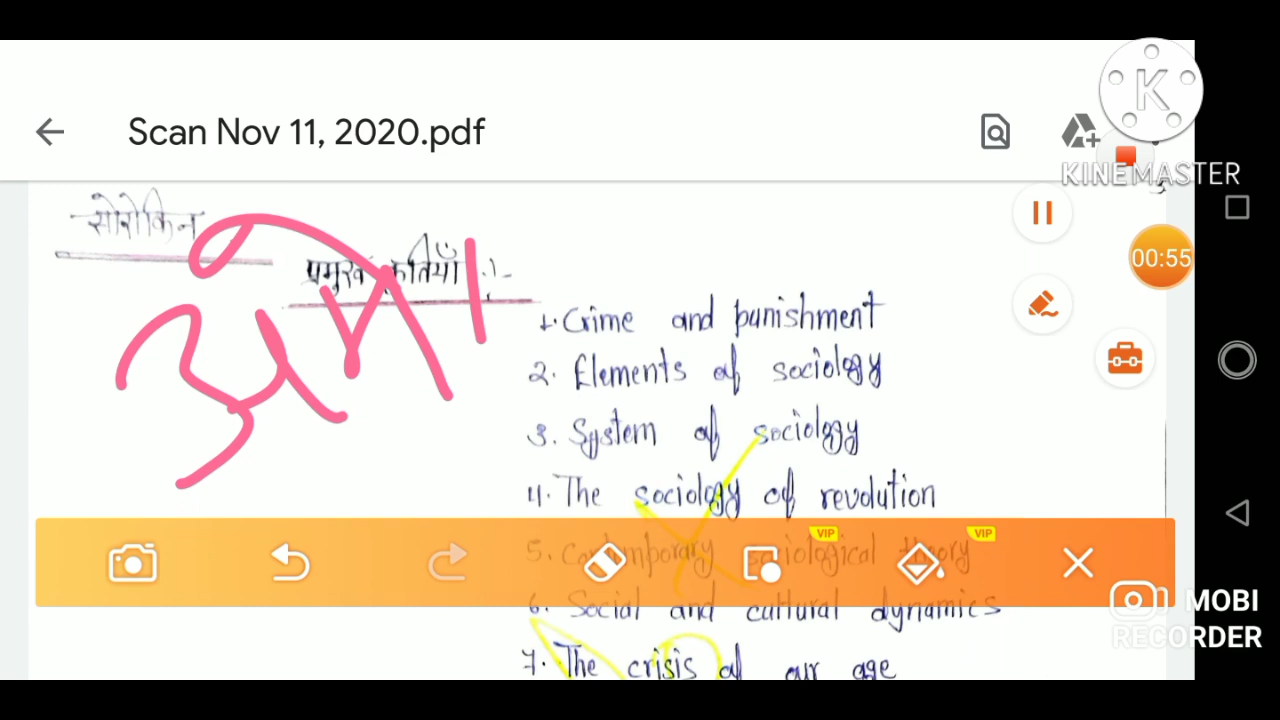 Scan Nov 11, 2020.pdf
KINEMASTER
सोरोकिन
प्रमुख कृतियाँ :-
00:55
1. Crime and punishment
2. Elements of sociology
3. System of sociology
4. The sociology of revolution
VIP
VIP
5. Contemporary sociological theory
6. Social and cultural dynamics
MOBI
RECORDER
7. The crisis of our age